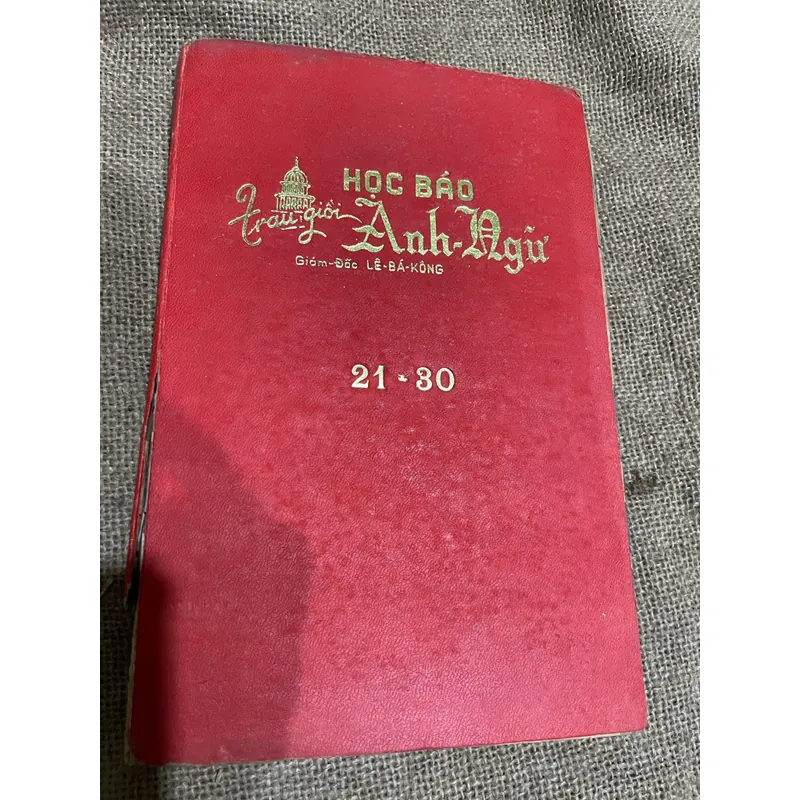 HỌC BÁO
Trau giồi Anh-Ngữ
Giám-Đốc LÊ-BÁ-KÔNG
21-30